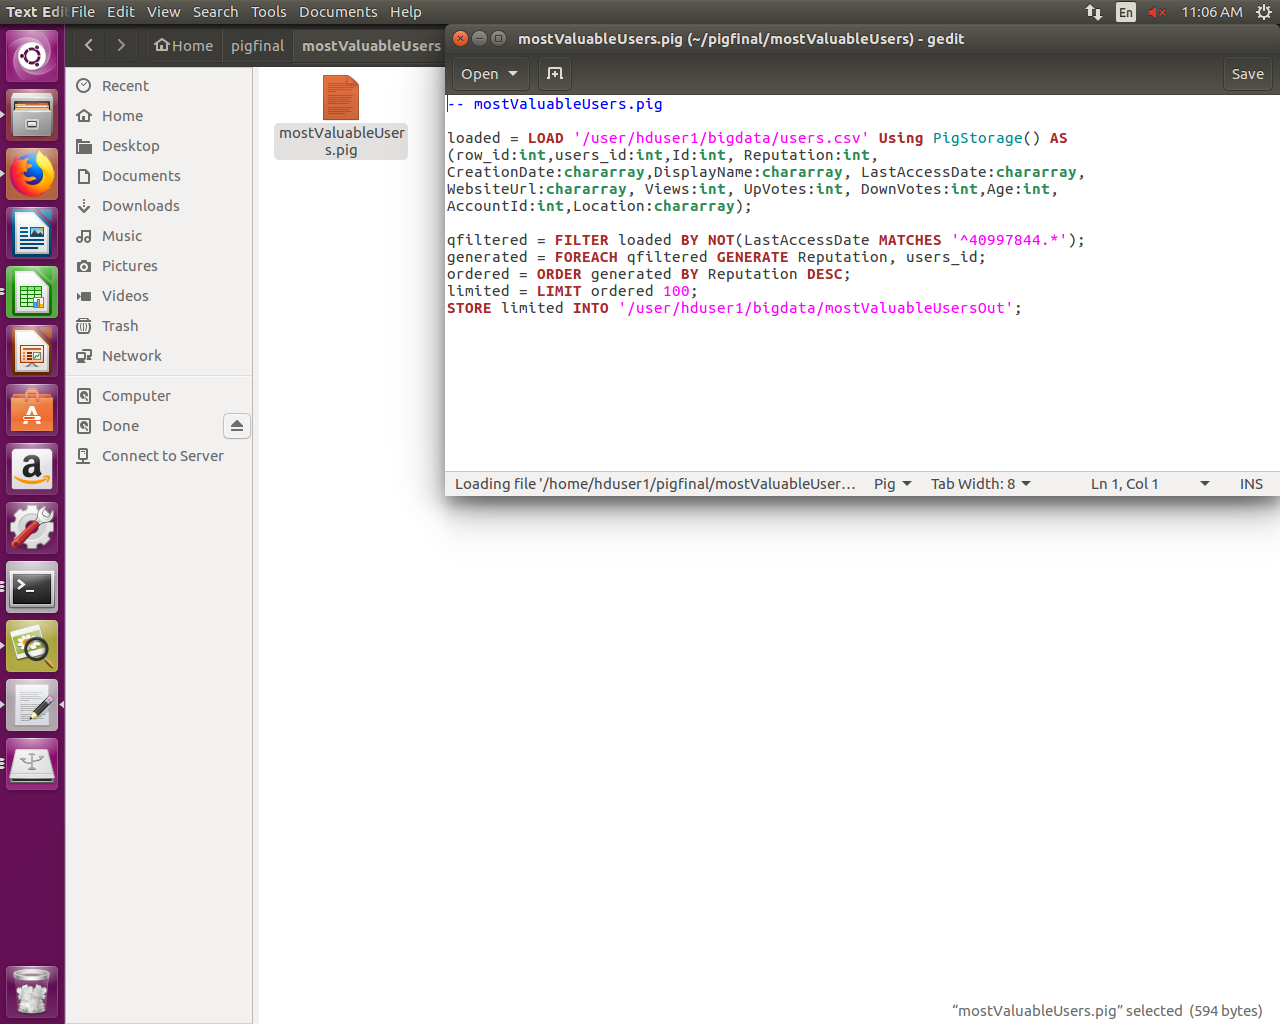 Text Edi File Edit View Search Tools Documents Help En 11:06 AM
Home pigfinal mostValuableUsers
mostValuableUsers.pig (~/pigfinal/mostValuableUsers) - gedit
Open Save
Recent
Home
Desktop
Documents
Downloads
Music
Pictures
Videos
Trash
Network
Computer
Done
Connect to Server
mostValuableUser
s.pig
-- mostValuableUsers.pig
loaded = LOAD '/user/hduser1/bigdata/users.csv' Using PigStorage() AS
(row_id:int,users_id:int,Id:int, Reputation:int,
CreationDate:chararray,DisplayName:chararray, LastAccessDate:chararray,
WebsiteUrl:chararray, Views:int, UpVotes:int, DownVotes:int,Age:int,
AccountId:int,Location:chararray);
qfiltered = FILTER loaded BY NOT(LastAccessDate MATCHES '^40997844.*');
generated = FOREACH qfiltered GENERATE Reputation, users_id;
ordered = ORDER generated BY Reputation DESC;
limited = LIMIT ordered 100;
STORE limited INTO '/user/hduser1/bigdata/mostValuableUsersOut';
Loading file '/home/hduser1/pigfinal/mostValuableUser… Pig Tab Width: 8 Ln 1, Col 1 INS
“mostValuableUsers.pig” selected (594 bytes)